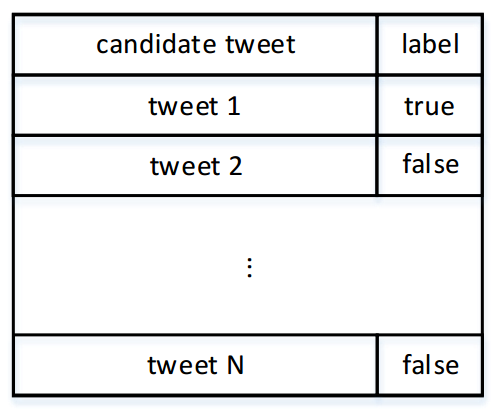 candidate tweet label
tweet 1 true
tweet 2 false
⋮
tweet N false